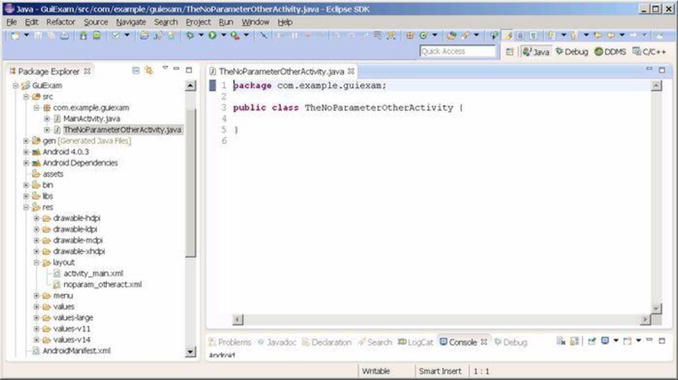 Java - GuiExam/src/com/example/guiexam/TheNoParameterOtherActivity.java - Eclipse SDK
File Edit Refactor Source Navigate Search Project Run Window Help
Quick Access Java Debug DDMS C/C++
Package Explorer
TheNoParameterOtherActivity.java
GuiExam
src
com.example.guiexam
MainActivity.java
TheNoParameterOtherActivity.java
gen [Generated Java Files]
Android 4.0.3
Android Dependencies
assets
bin
libs
res
drawable-hdpi
drawable-ldpi
drawable-mdpi
drawable-xhdpi
layout
activity_main.xml
noparam_otheract.xml
menu
values
values-large
values-v11
values-v14
AndroidManifest.xml
1 package com.example.guiexam;
2
3 public class TheNoParameterOtherActivity {
4
5 }
6
Problems Javadoc Declaration Search LogCat Console Debug
Android
Writable Smart Insert 1 : 1